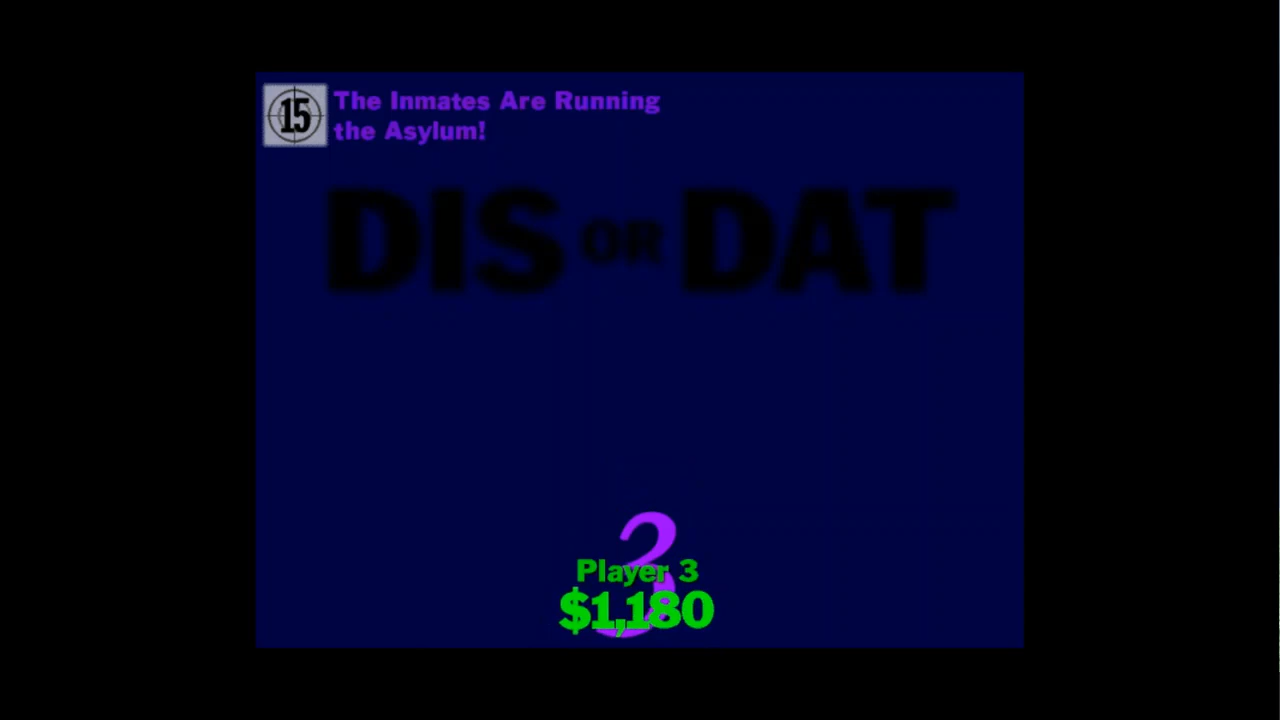 15
The Inmates Are Running
the Asylum!
DIS OR DAT
3
Player 3
$1,180